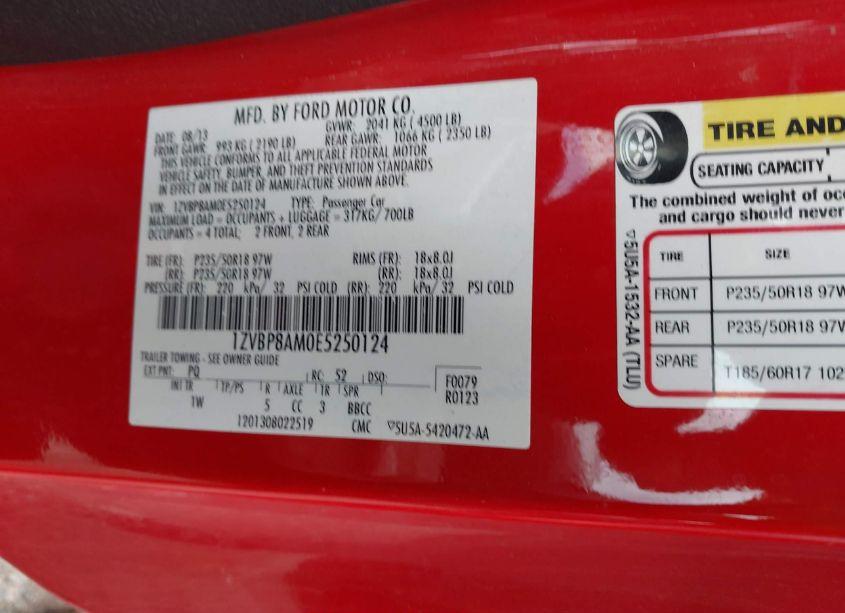 MFD. BY FORD MOTOR CO.
DATE: 08/13 GVWR: 2041 KG ( 4500 LB)
FRONT GAWR: 993 KG ( 2190 LB) REAR GAWR: 1066 KG ( 2350 LB)
THIS VEHICLE CONFORMS TO ALL APPLICABLE FEDERAL MOTOR
VEHICLE SAFETY, BUMPER, AND THEFT PREVENTION STANDARDS
IN EFFECT ON THE DATE OF MANUFACTURE SHOWN ABOVE.
VIN: 1ZVBP8AM0E5250124 TYPE: Passenger Car
MAXIMUM LOAD = OCCUPANTS + LUGGAGE = 317KG/700LB
OCCUPANTS = 4 TOTAL; 2 FRONT, 2 REAR
TIRE (FR): P235/50R18 97W RIMS (FR): 18x8.0J
(RR): P235/50R18 97W (RR): 18x8.0J
PRESSURE (FR): 220 kPa/ 32 PSI COLD (RR): 220 kPa/ 32 PSI COLD
1ZVBP8AM0E5250124
TRAILER TOWING - SEE OWNER GUIDE
EXT PNT: PQ RC: 52 DSO: F0079
INT TR TP/PS R AXLE TR SPR R0123
1W 5 CC 3 BBCC
1201308022519 CMC ▽5U5A-5420472-AA
TIRE AND
SEATING CAPACITY
The combined weight of occ
and cargo should never
▽5U5A-1532-AA (TLU)
TIRE SIZE
FRONT P235/50R18 97W
REAR P235/50R18 97W
SPARE T185/60R17 102